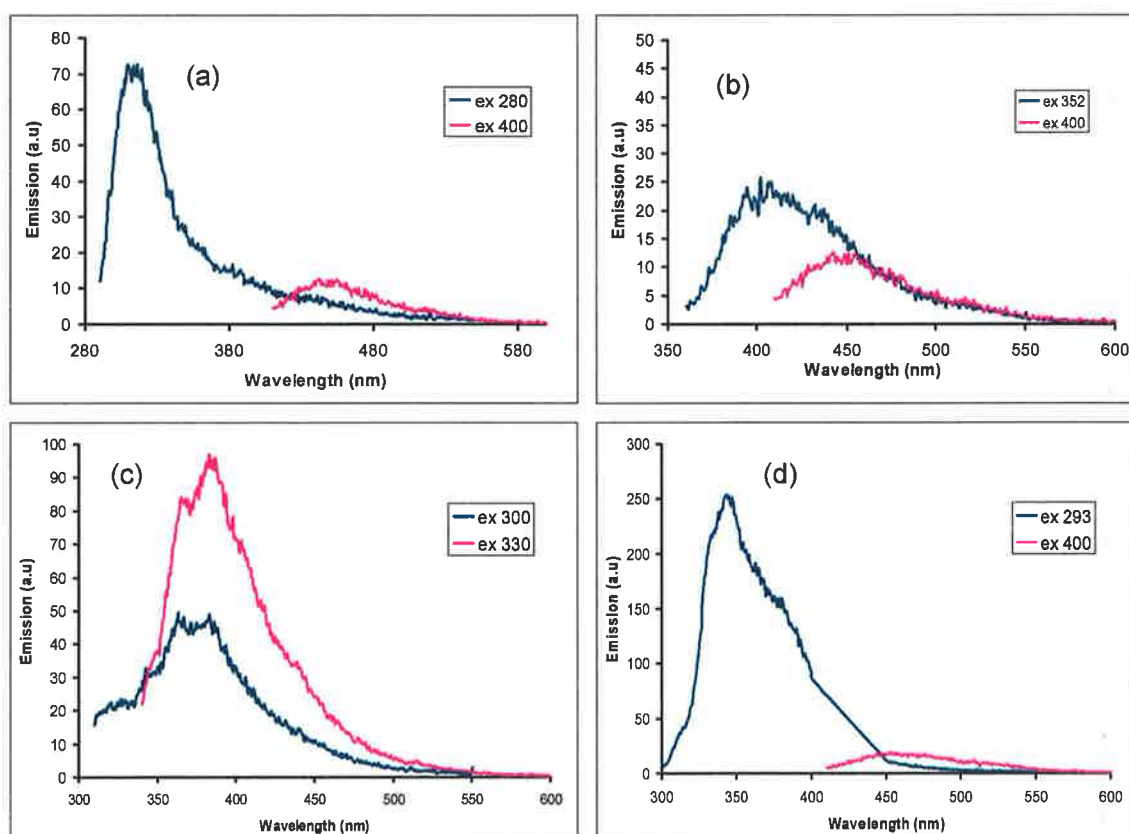 (a)
80
70
60
50
40
30
20
10
0
Emission (a.u)
ex 280
ex 400
280 380 480 580
Wavelength (nm)
(b)
50
45
40
35
30
25
20
15
10
5
0
Emission (a.u)
ex 352
ex 400
350 400 450 500 550 600
Wavelength (nm)
(c)
100
90
80
70
60
50
40
30
20
10
0
Emission (a.u)
ex 300
ex 330
300 350 400 450 500 550 600
Wavelength (nm)
(d)
300
250
200
150
100
50
0
Emission (a.u)
ex 293
ex 400
300 350 400 450 500 550 600
Wavelength (nm)